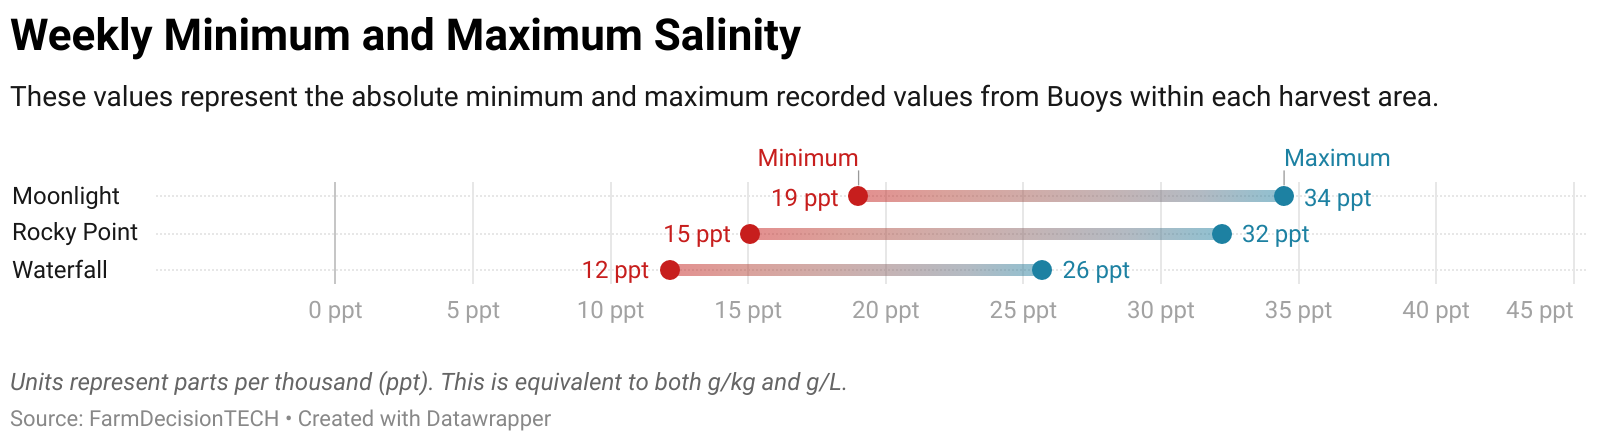 Weekly Minimum and Maximum Salinity
These values represent the absolute minimum and maximum recorded values from Buoys within each harvest area.
Minimum Maximum
Moonlight 19 ppt 34 ppt
Rocky Point 15 ppt 32 ppt
Waterfall 12 ppt 26 ppt
0 ppt 5 ppt 10 ppt 15 ppt 20 ppt 25 ppt 30 ppt 35 ppt 40 ppt 45 ppt
Units represent parts per thousand (ppt). This is equivalent to both g/kg and g/L.
Source: FarmDecisionTECH • Created with Datawrapper